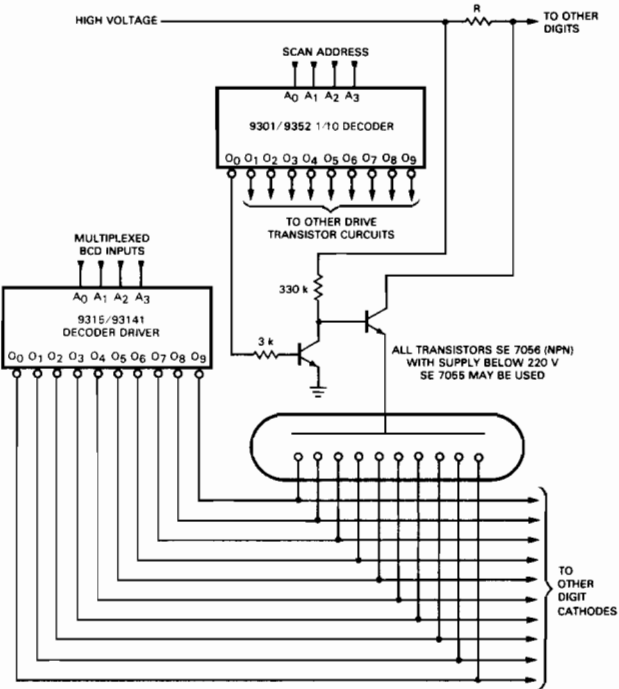 HIGH VOLTAGE
R
TO OTHER
DIGITS
SCAN ADDRESS
A0 A1 A2 A3
9301/9352 1/10 DECODER
O0 O1 O2 O3 O4 O5 O6 O7 O8 O9
TO OTHER DRIVE
TRANSISTOR CURCUITS
MULTIPLEXED
BCD INPUTS
A0 A1 A2 A3
9315/93141
DECODER DRIVER
O0 O1 O2 O3 O4 O5 O6 O7 O8 O9
330 k
3 k
ALL TRANSISTORS SE 7056 (NPN)
WITH SUPPLY BELOW 220 V
SE 7055 MAY BE USED
TO
OTHER
DIGIT
CATHODES